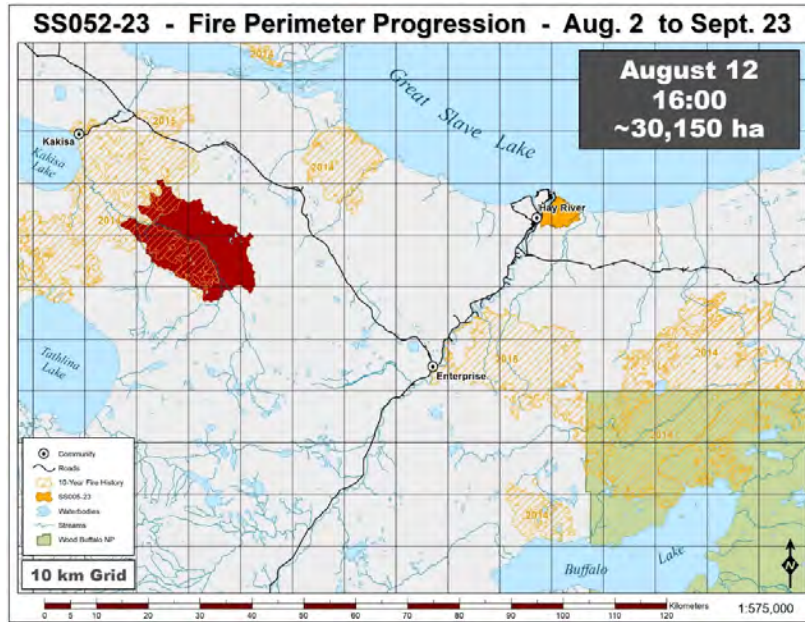 SS052-23 - Fire Perimeter Progression - Aug. 2 to Sept. 23
August 12
16:00
~30,150 ha
2014
Great Slave Lake
Kakisa
2015
Kakisa
Lake
2014
2014
Hay River
Tathlina
Lake
2016
2014
Enterprise
2014
2014
Buffalo
Lake
Community
Roads
10-Year Fire History
SS005-23
Waterbodies
Streams
Wood Buffalo NP
10 km Grid
N
Kilometers
0 5 10 20 30 40 50 60 70 75 80 90 95 100 110 120
1:575,000